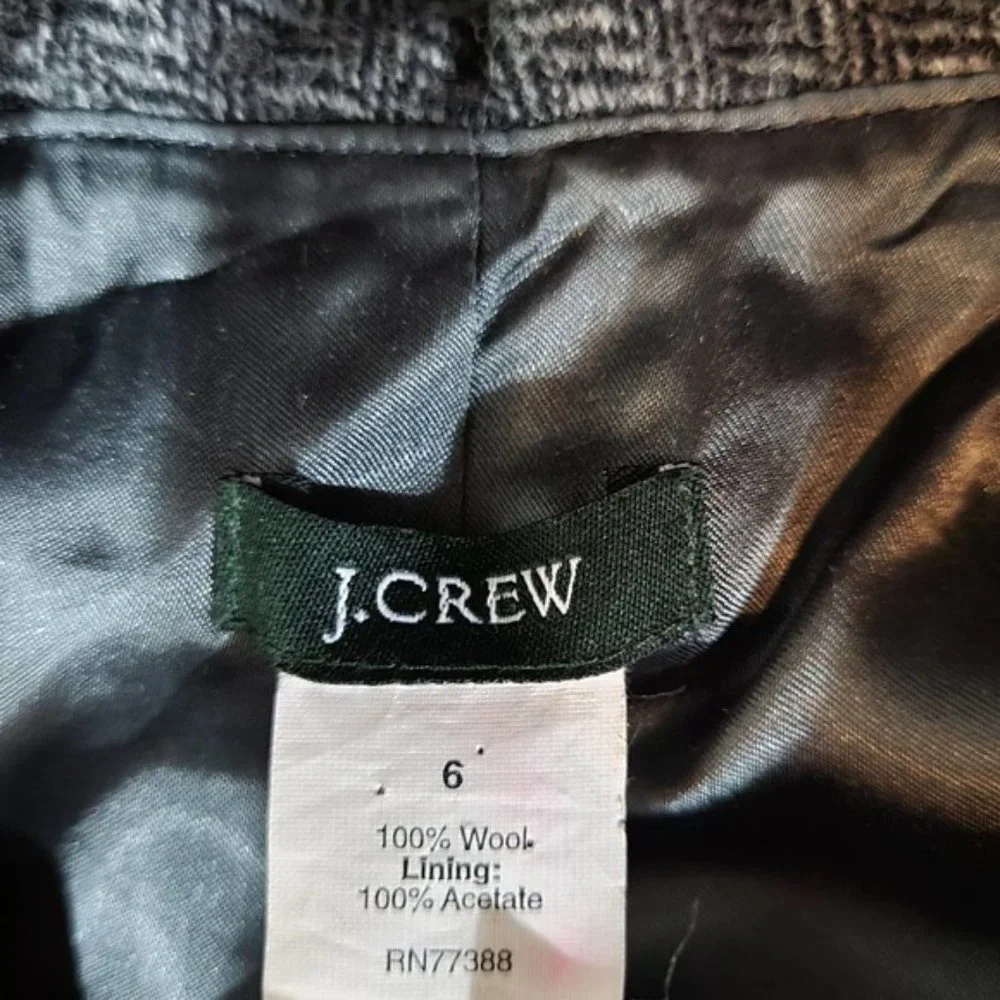 J.CREW
6
100% Wool
Lining:
100% Acetate
RN77388